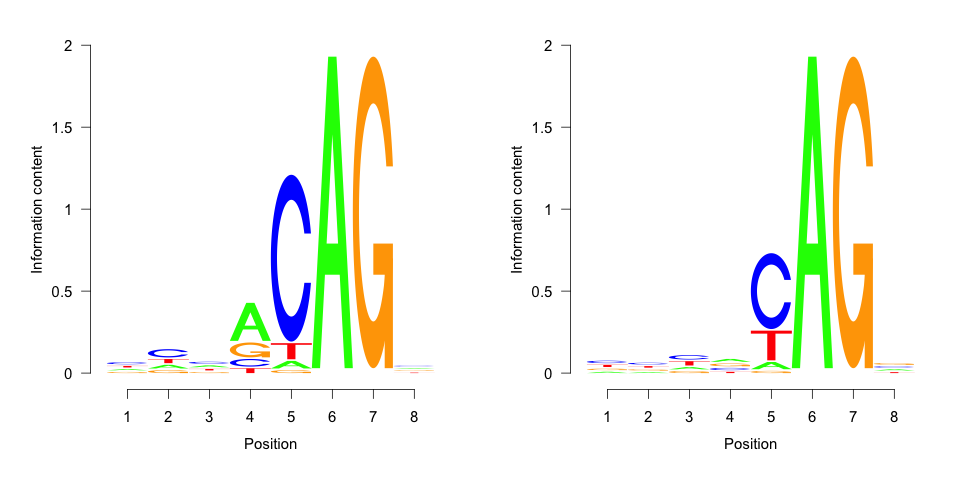 2
1.5
1
0.5
0
Information content
C
T
A
G
A
G
C
T
C
T
A
G
A
G
1 2 3 4 5 6 7 8
Position
2
1.5
1
0.5
0
Information content
C
T
A
A
G
1 2 3 4 5 6 7 8
Position